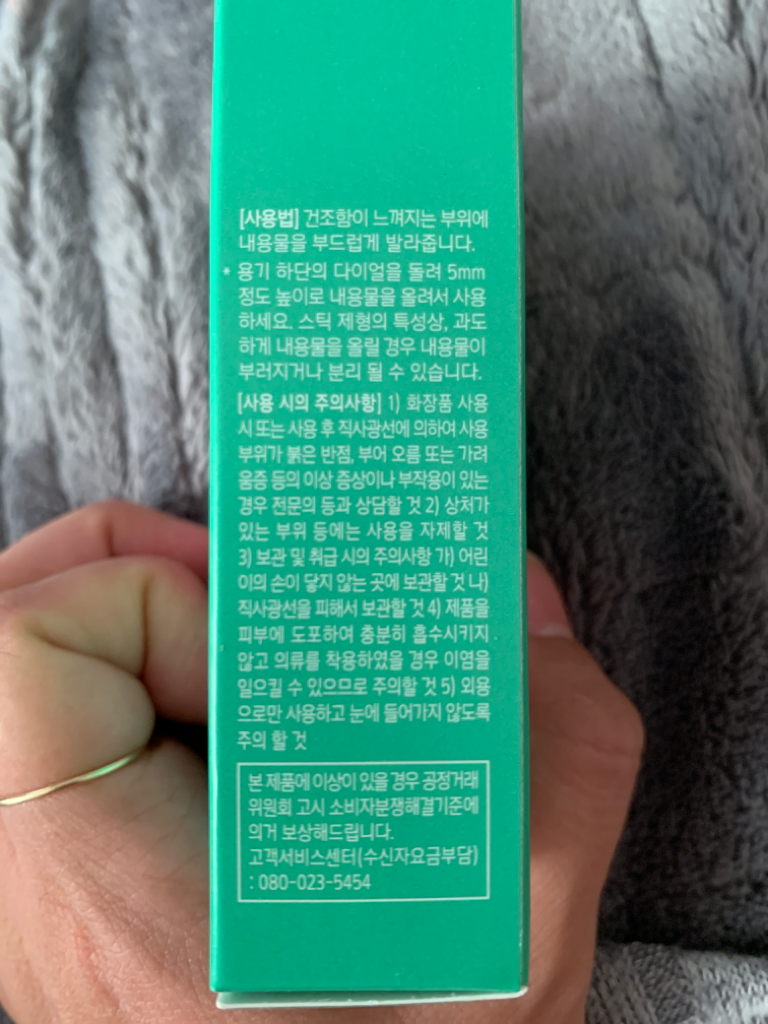 [사용법] 건조함이 느껴지는 부위에
내용물을 부드럽게 발라줍니다.
* 용기 하단의 다이얼을 돌려 5mm
정도 높이로 내용물을 올려서 사용
하세요. 스틱 제형의 특성상, 과도
하게 내용물을 올릴 경우 내용물이
부러지거나 분리 될 수 있습니다.
[사용 시의 주의사항] 1) 화장품 사용
시 또는 사용 후 직사광선에 의하여 사용
부위가 붉은 반점, 부어 오름 또는 가려
움증 등의 이상 증상이나 부작용이 있는
경우 전문의 등과 상담할 것 2) 상처가
있는 부위 등에는 사용을 자제할 것
3) 보관 및 취급 시의 주의사항 가) 어린
이의 손이 닿지 않는 곳에 보관할 것 나)
직사광선을 피해서 보관할 것 4) 제품을
피부에 도포하여 충분히 흡수시키지
않고 의류를 착용하였을 경우 이염을
일으킬 수 있으므로 주의할 것 5) 외용
으로만 사용하고 눈에 들어가지 않도록
주의 할 것
본 제품에 이상이 있을 경우 공정거래
위원회 고시 소비자분쟁해결기준에
의거 보상해드립니다.
고객서비스센터(수신자요금부담)
: 080-023-5454